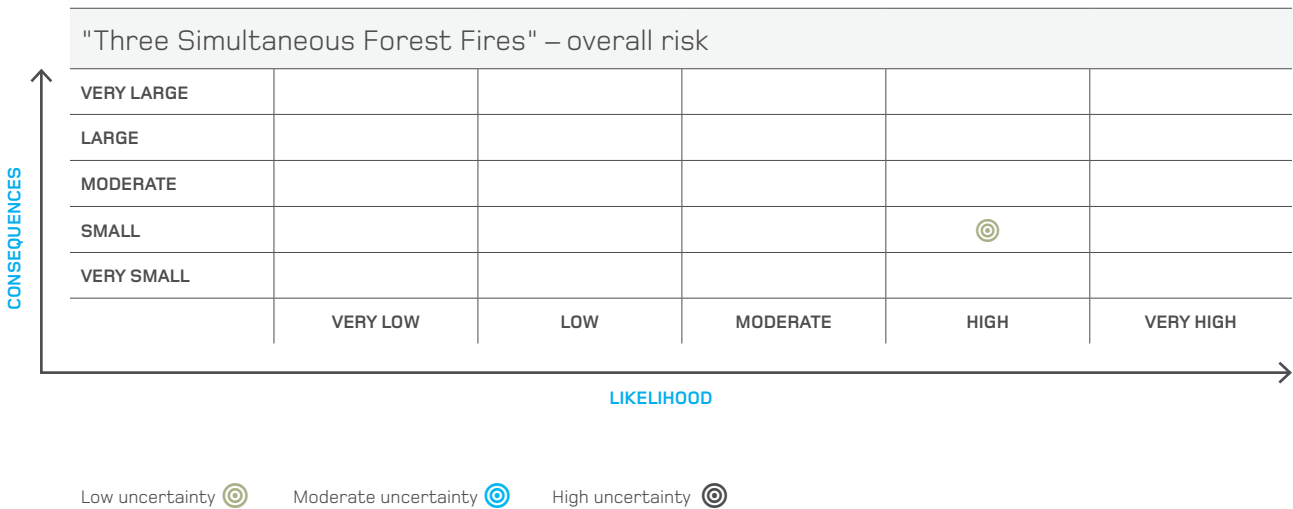 "Three Simultaneous Forest Fires" – overall risk
VERY LARGE
LARGE
MODERATE
SMALL
VERY SMALL
VERY LOW LOW MODERATE HIGH VERY HIGH
CONSEQUENCES
LIKELIHOOD
Low uncertainty Moderate uncertainty High uncertainty